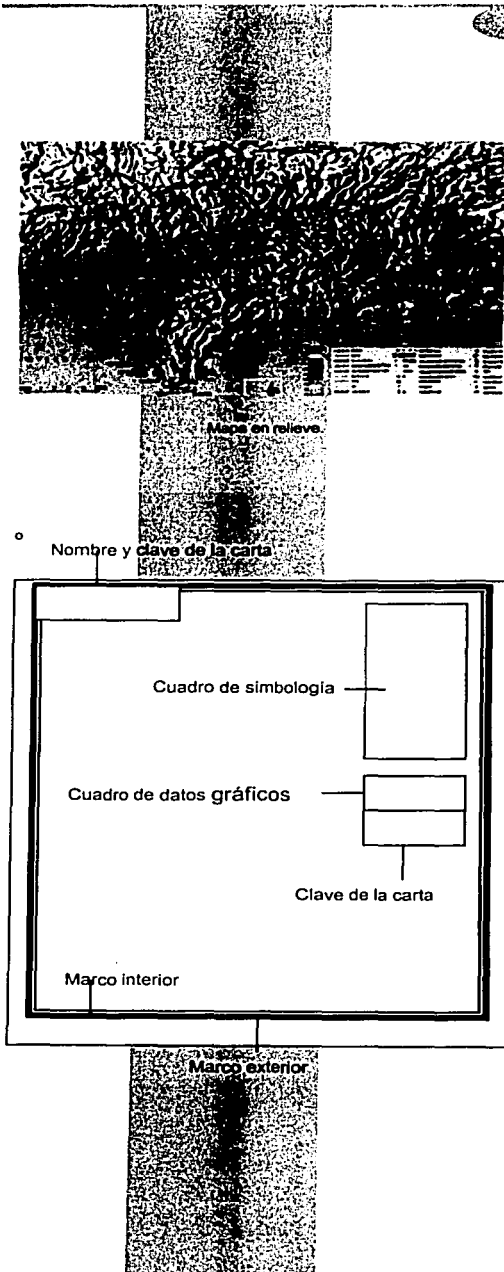 Mapa en relieve.
Nombre y clave de la carta
Cuadro de simbología
Cuadro de datos gráficos
Clave de la carta
Marco interior
Marco exterior